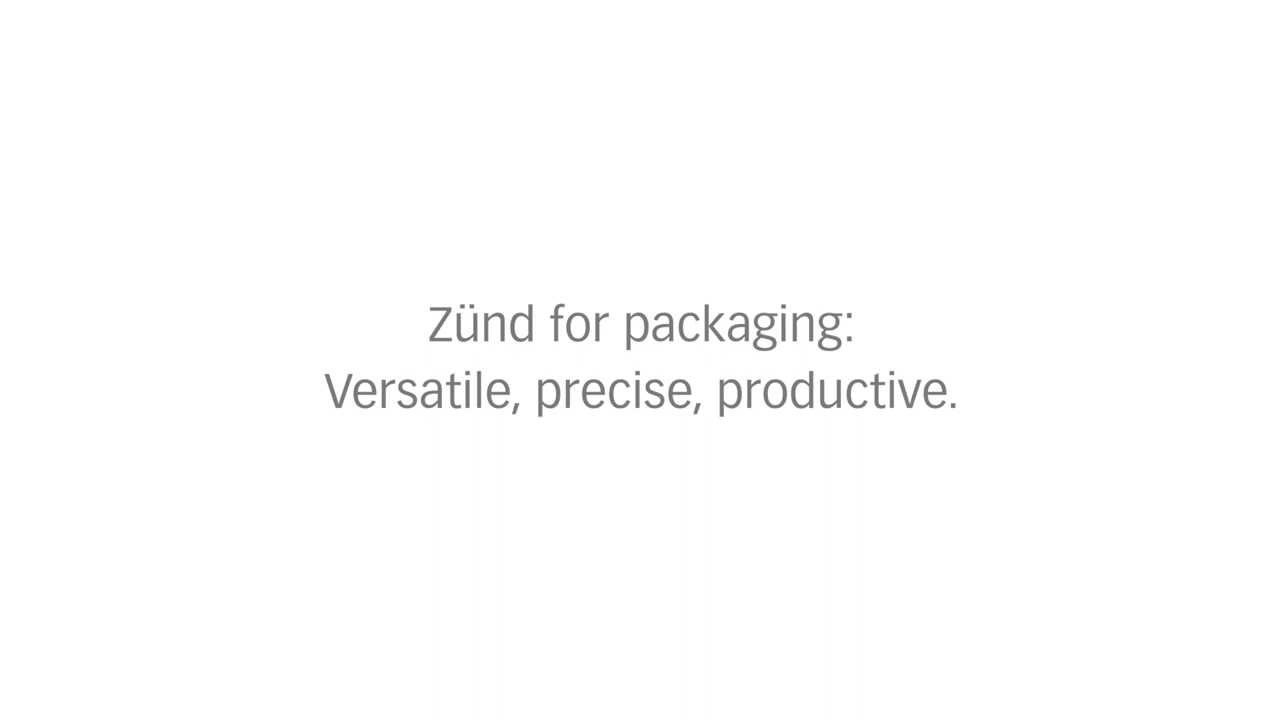 Zünd for packaging:
Versatile, precise, productive.